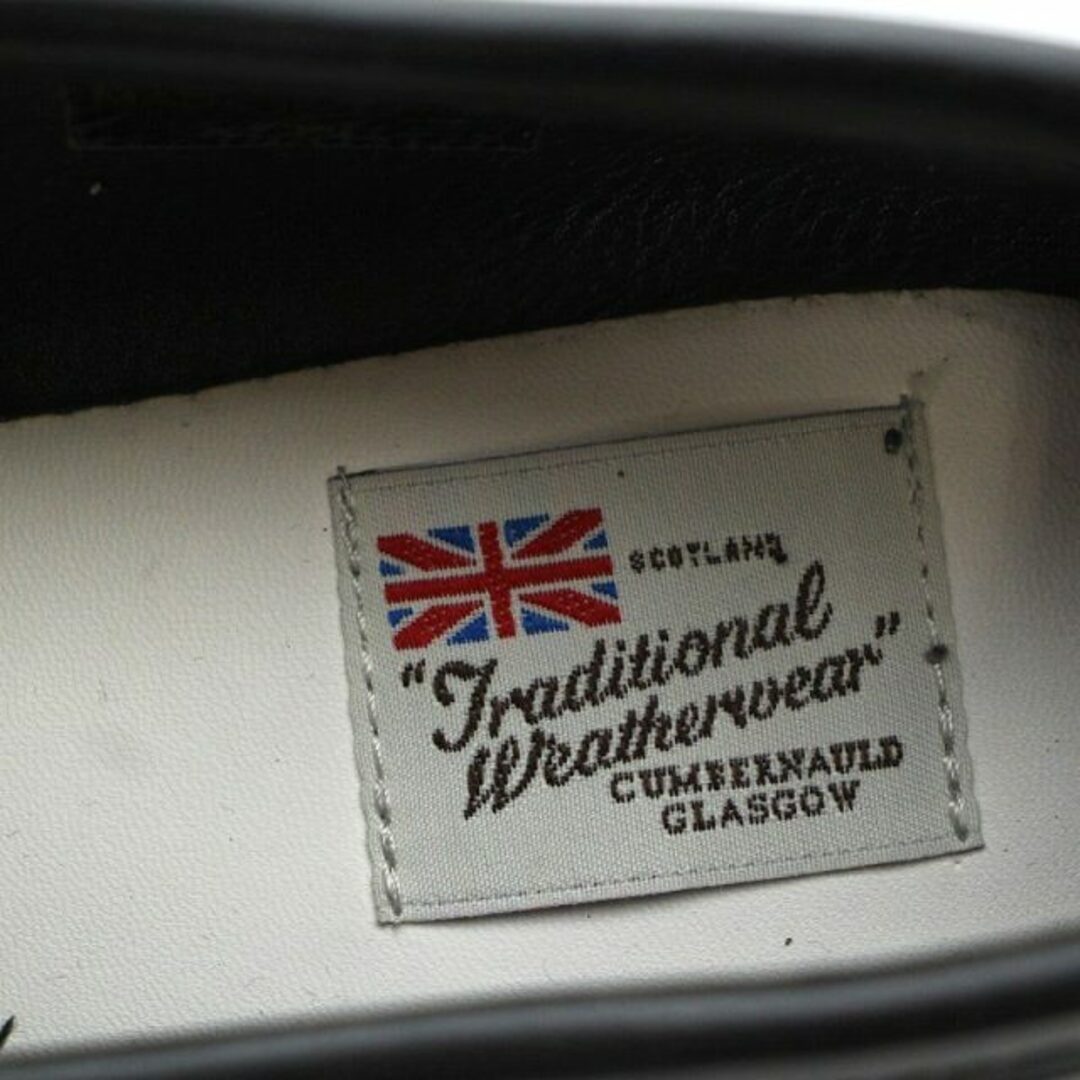 SCOTLAND
"Traditional
Weatherwear"
CUMBERNAULD
GLASGOW